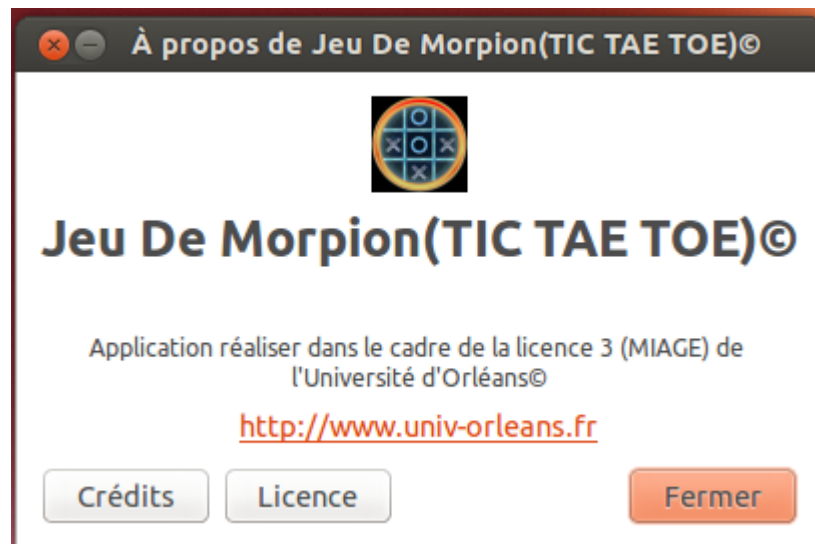 À propos de Jeu De Morpion(TIC TAE TOE)©
Jeu De Morpion(TIC TAE TOE)©
Application réaliser dans le cadre de la licence 3 (MIAGE) de
l'Université d'Orléans©
http://www.univ-orleans.fr
Crédits Licence Fermer